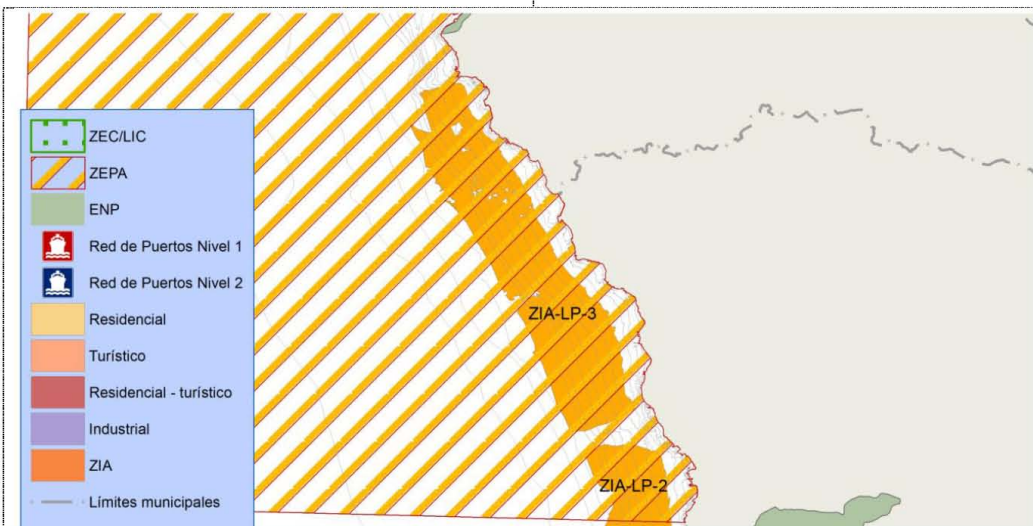 ZEC/LIC
ZEPA
ENP
Red de Puertos Nivel 1
Red de Puertos Nivel 2
Residencial
Turístico
Residencial - turístico
Industrial
ZIA
Límites municipales
ZIA-LP-3
ZIA-LP-2